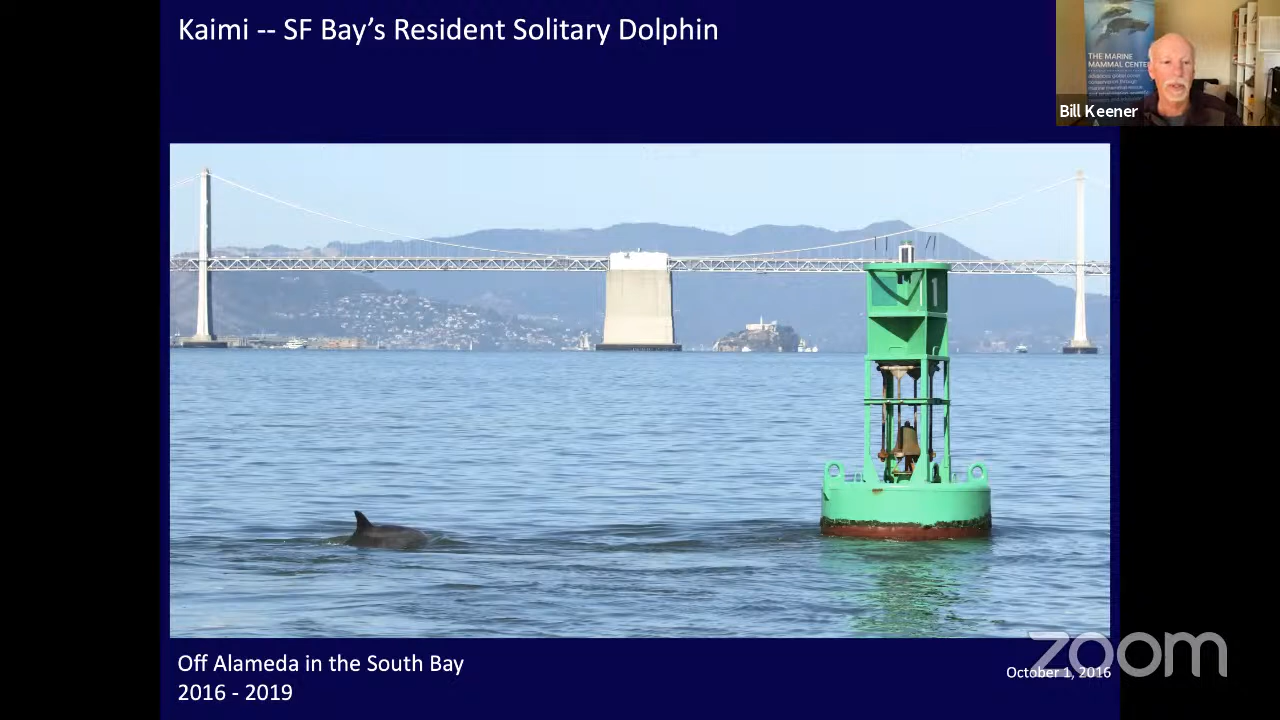 Kaimi -- SF Bay’s Resident Solitary Dolphin
THE MARINE
MAMMAL CENTER
Bill Keener
1
Off Alameda in the South Bay
2016 - 2019
October 1, 2016
zoom